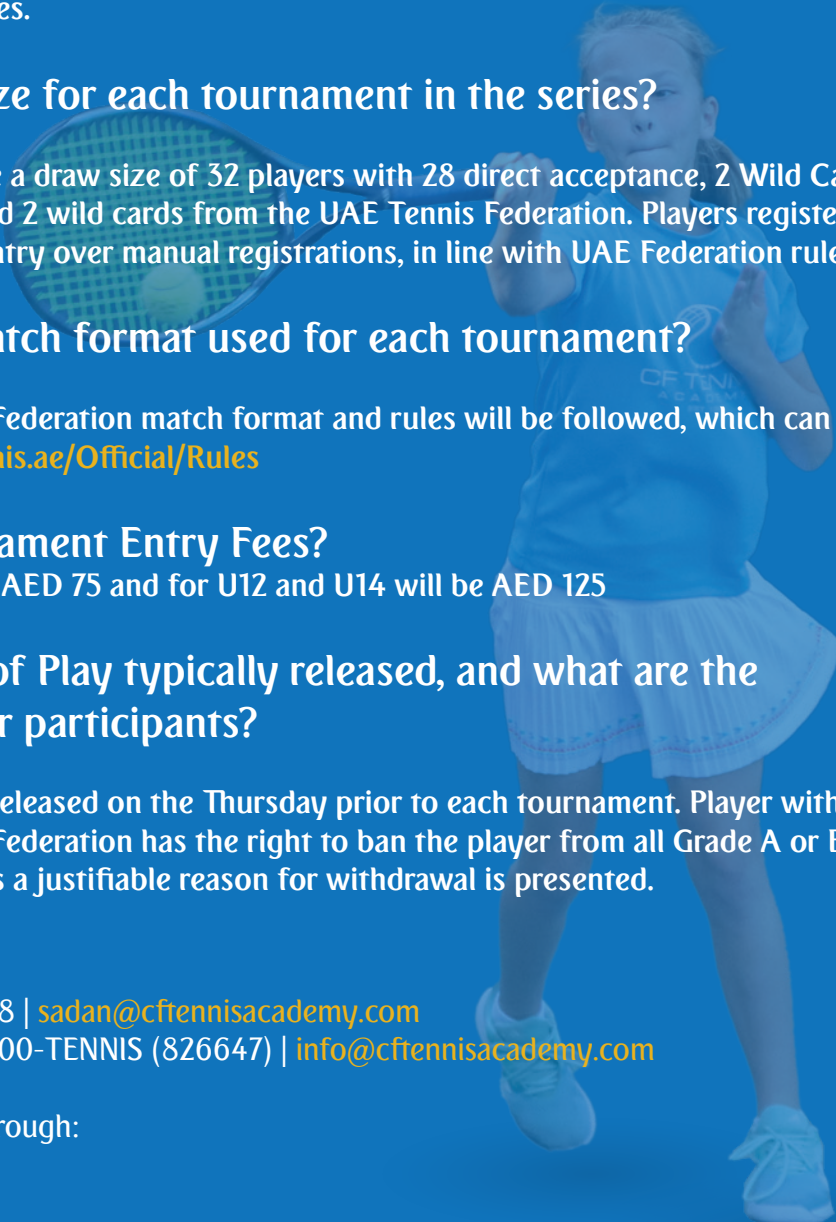 es.
ze for each tournament in the series?
e a draw size of 32 players with 28 direct acceptance, 2 Wild Ca
d 2 wild cards from the UAE Tennis Federation. Players registe
ntry over manual registrations, in line with UAE Federation rule
atch format used for each tournament?
Federation match format and rules will be followed, which can
nis.ae/Official/Rules
CF TENNI
ACADEM
ament Entry Fees?
AED 75 and for U12 and U14 will be AED 125
of Play typically released, and what are the
r participants?
eleased on the Thursday prior to each tournament. Player with
Federation has the right to ban the player from all Grade A or B
s a justifiable reason for withdrawal is presented.
8 | sadan@cftennisacademy.com
00-TENNIS (826647) | info@cftennisacademy.com
rough: